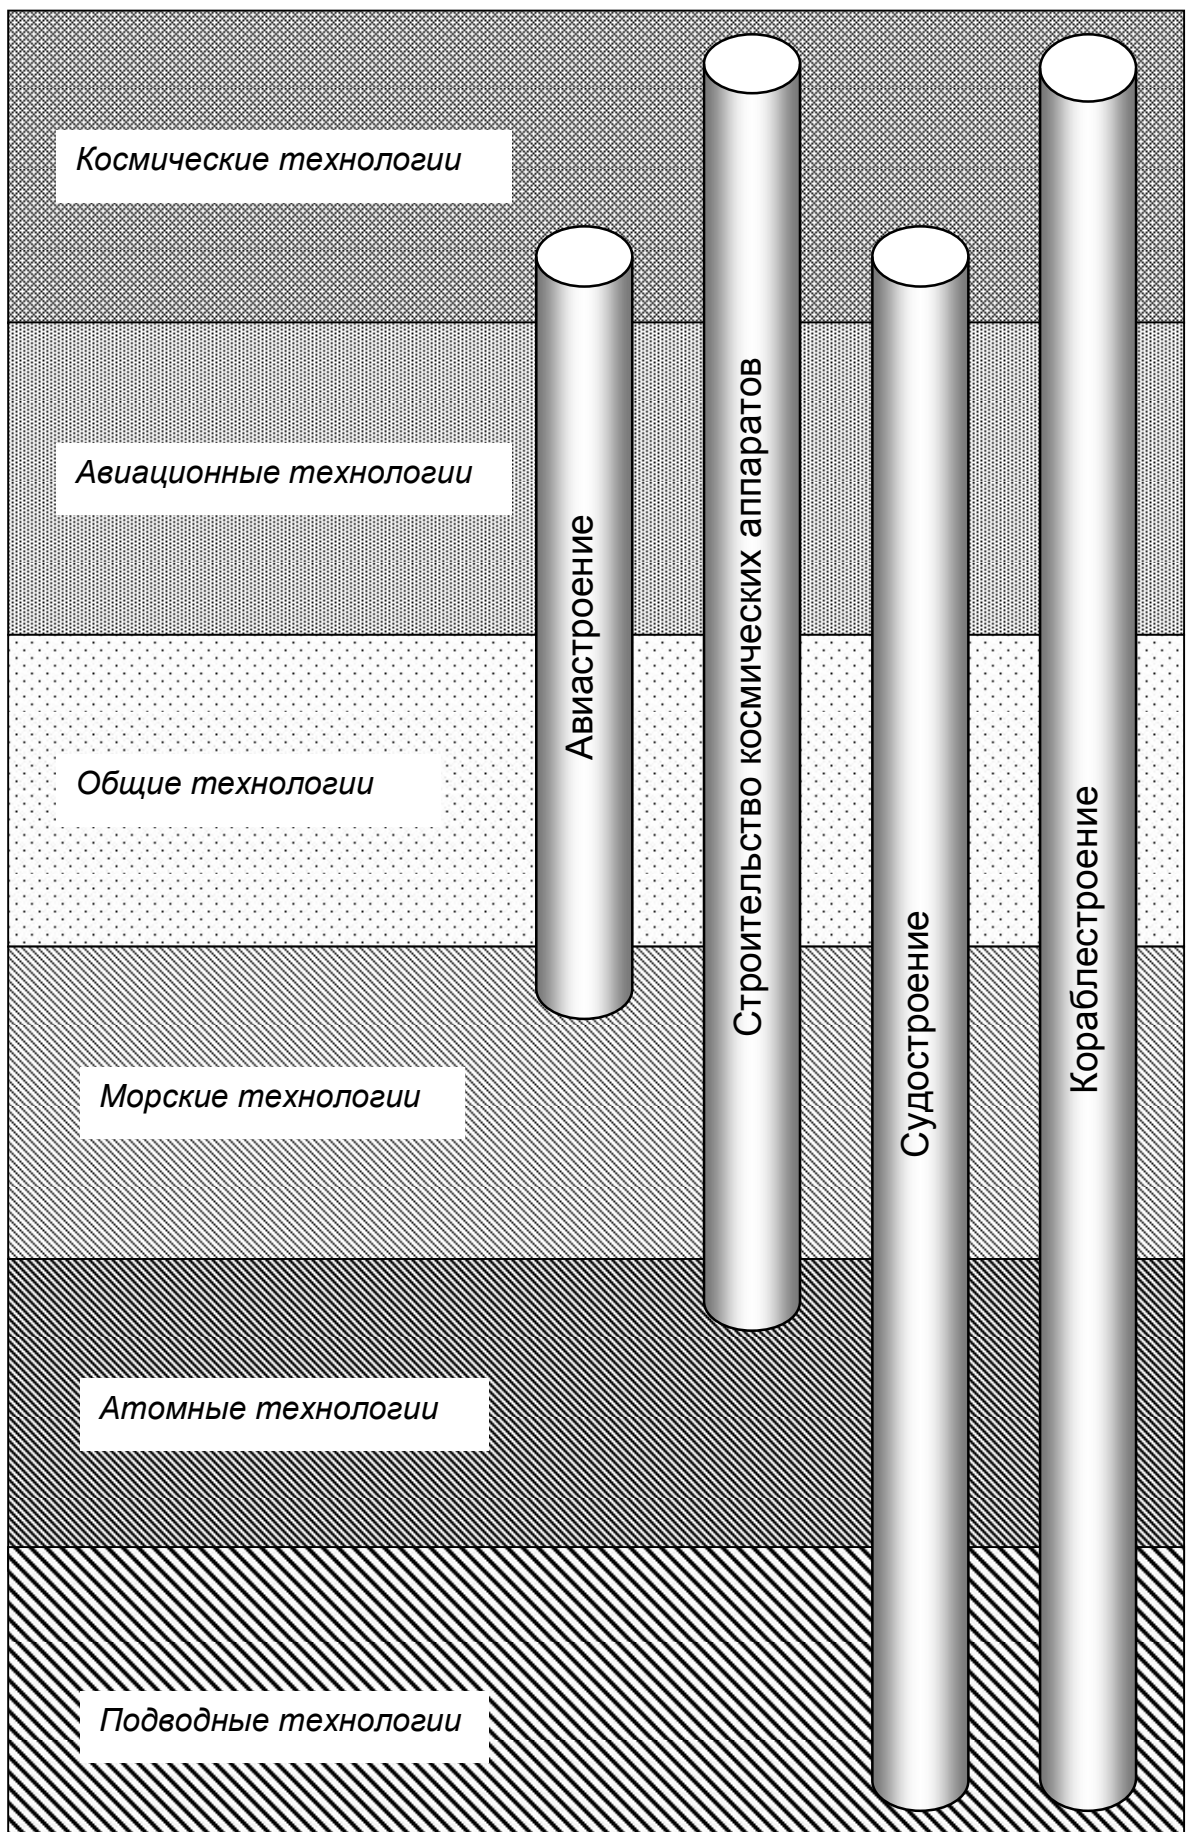 Космические технологии
Авиационные технологии
Общие технологии
Морские технологии
Атомные технологии
Подводные технологии
Авиастроение
Строительство космических аппаратов
Судостроение
Кораблестроение